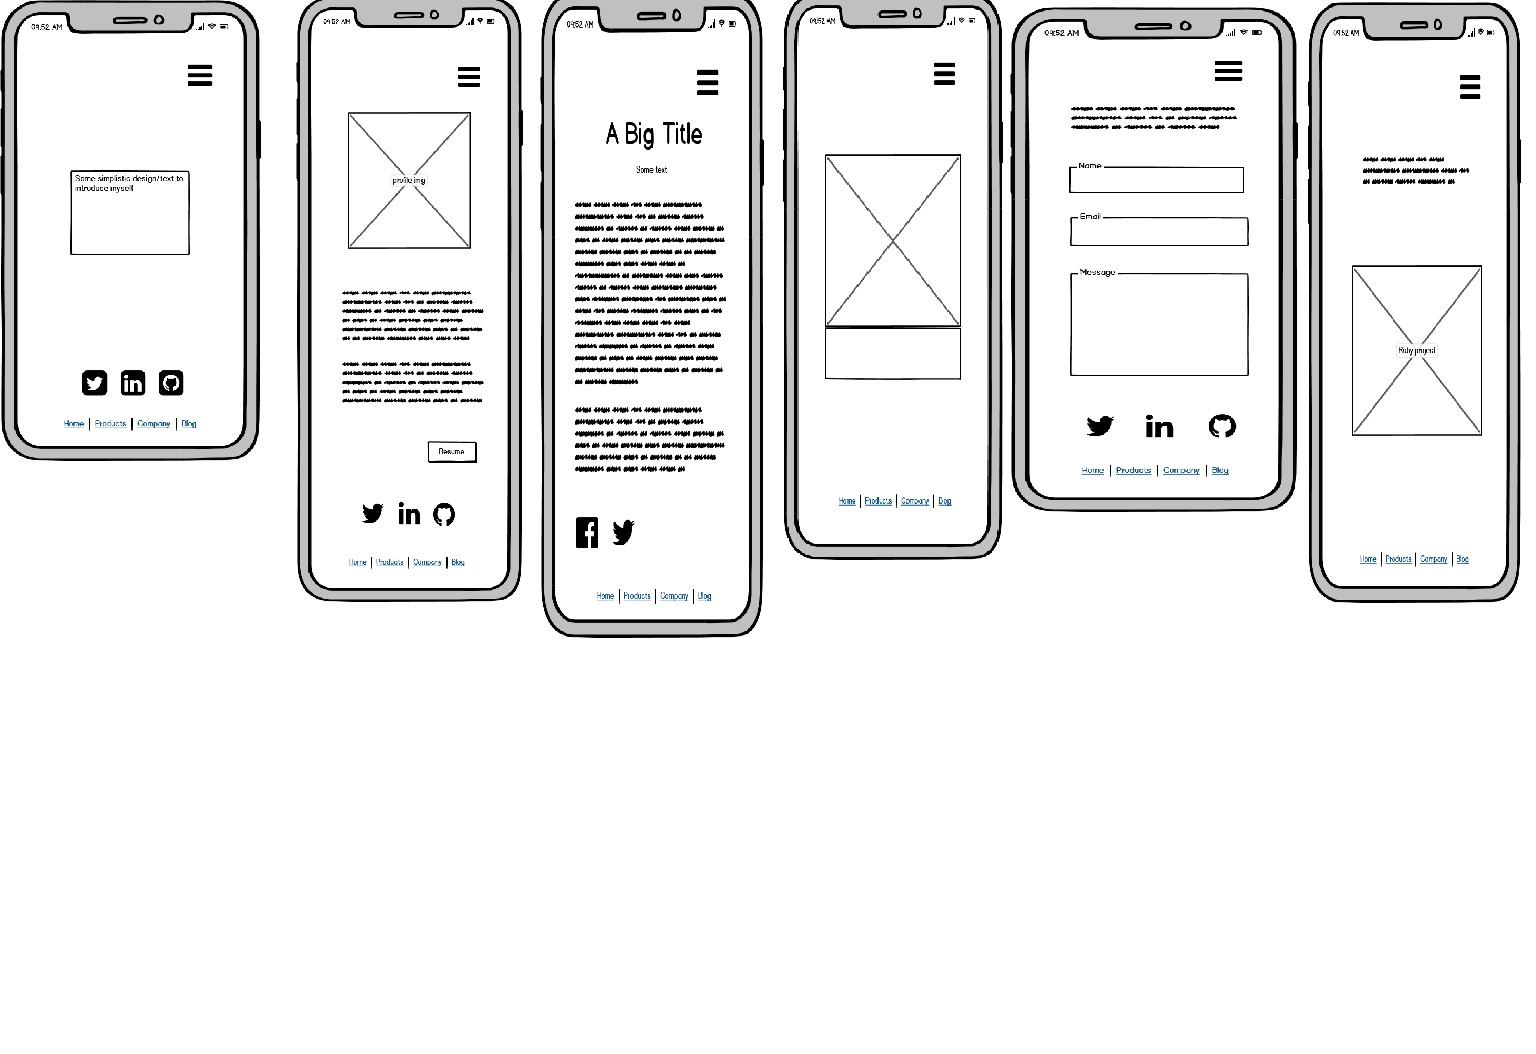 09:52 AM
Some simplistic design/text to
introduce myself
Home Products Company Blog
09:52 AM
profile img
Resume
Home Products Company Blog
09:52 AM
A Big Title
Some text
Home Products Company Blog
09:52 AM
Home Products Company Blog
09:52 AM
Name
Email
Message
Home Products Company Blog
09:52 AM
Ruby project
Home Products Company Blog